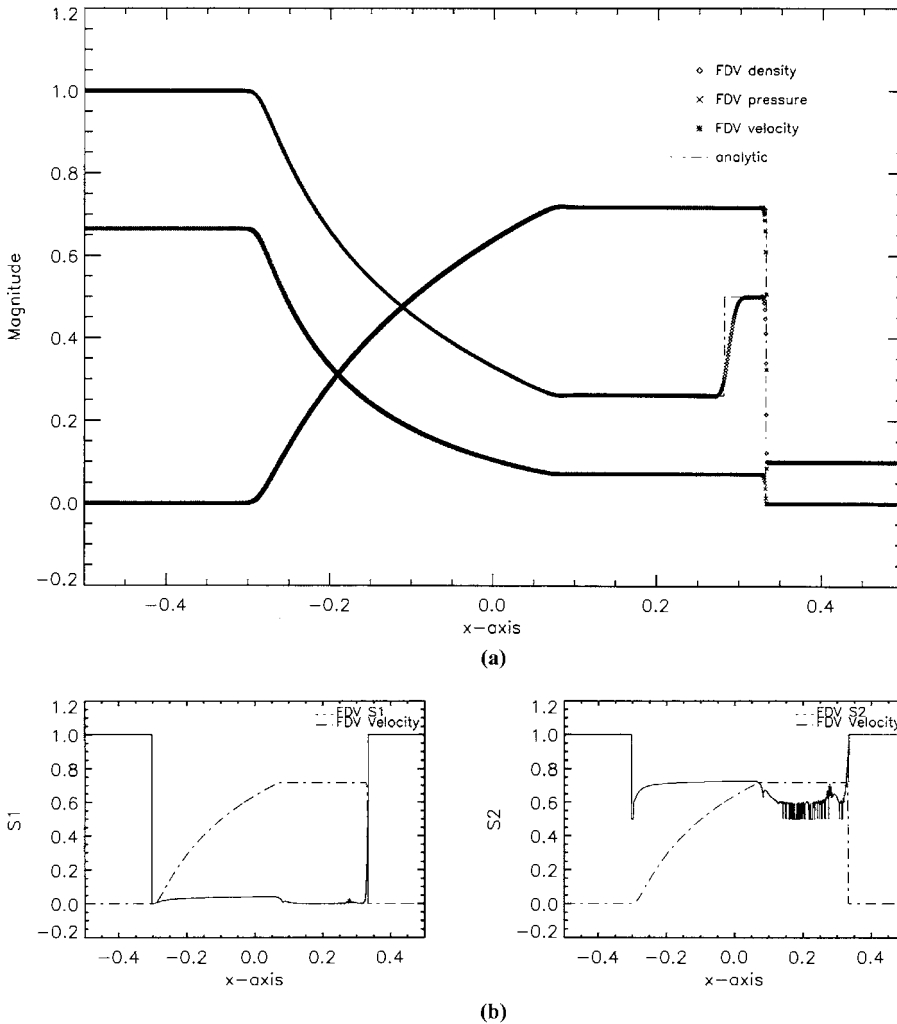 1.2
1.0
0.8
0.6
0.4
0.2
0.0
−0.2
Magnitude
FDV density
FDV pressure
FDV velocity
analytic
−0.4
−0.2
0.0
0.2
0.4
x−axis
(a)
1.2
1.0
0.8
0.6
0.4
0.2
0.0
−0.2
S1
FDV S1
FDV Velocity
−0.4
−0.2
0.0
0.2
0.4
x−axis
1.2
1.0
0.8
0.6
0.4
0.2
0.0
−0.2
S2
FDV S2
FDV Velocity
−0.4
−0.2
0.0
0.2
0.4
x−axis
(b)